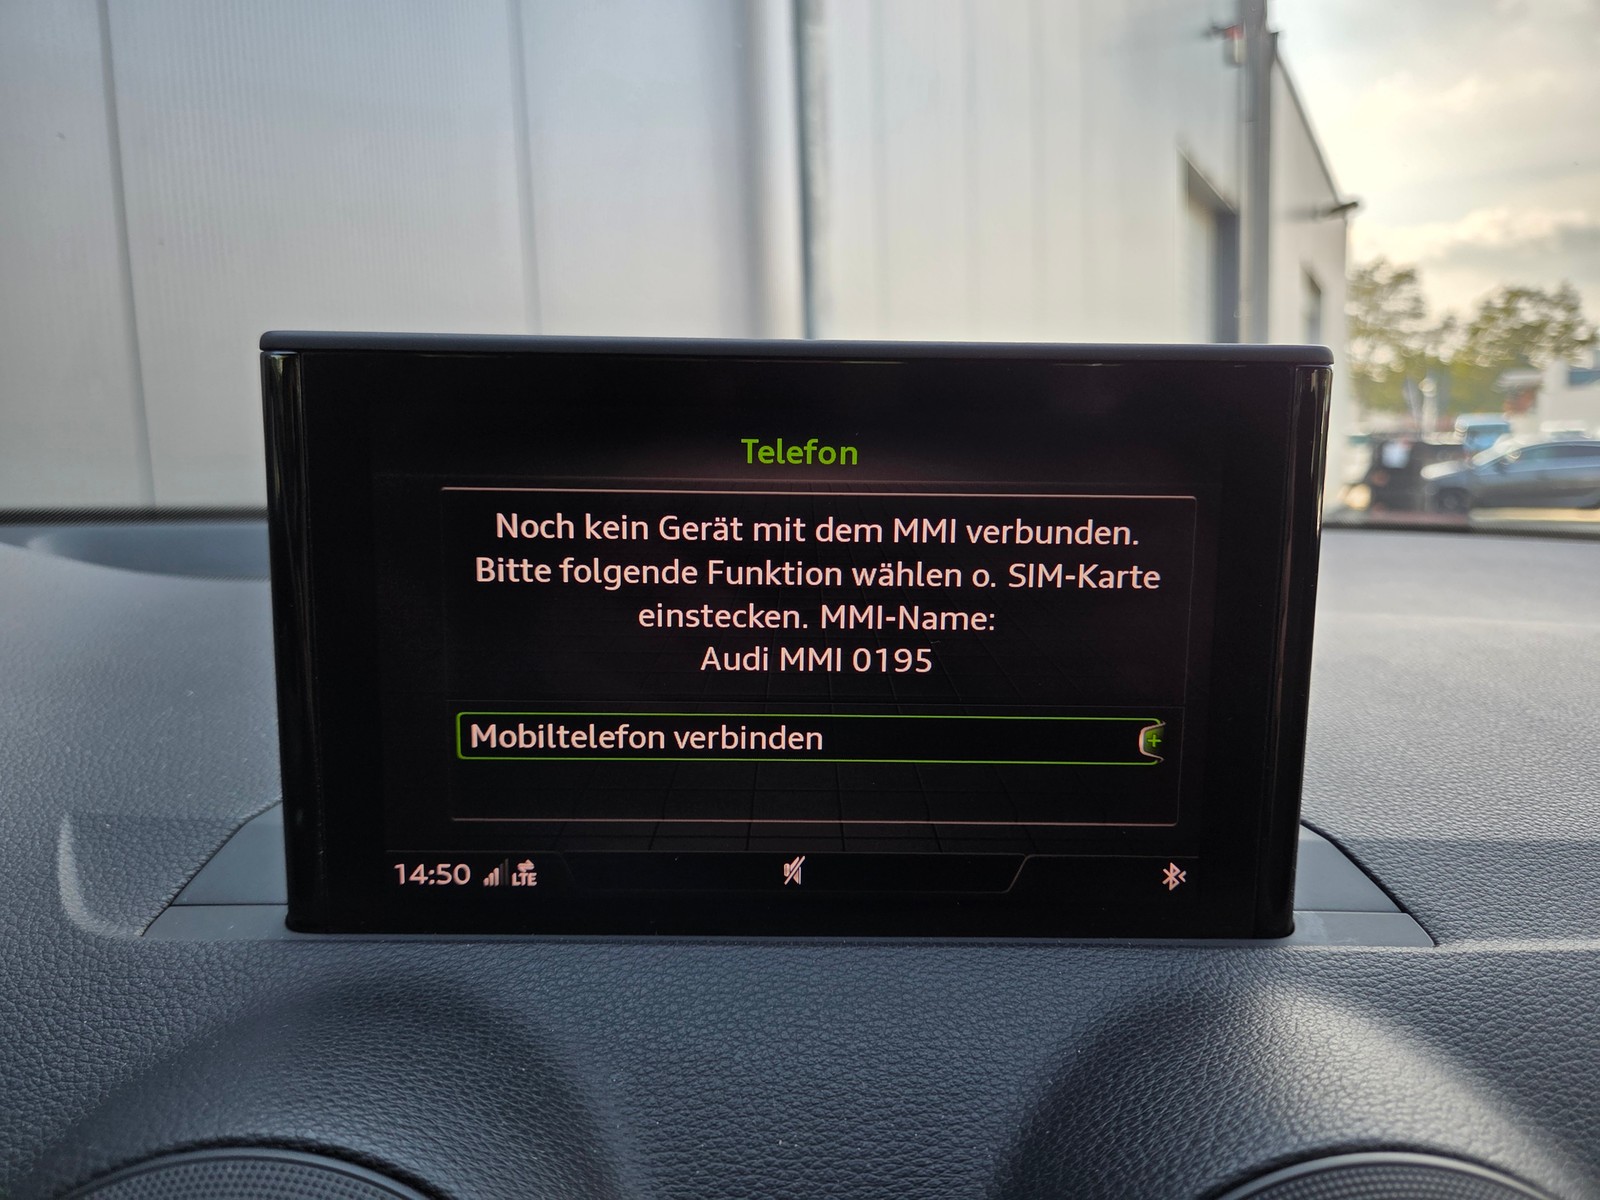 Telefon
Noch kein Gerät mit dem MMI verbunden.
Bitte folgende Funktion wählen o. SIM-Karte
einstecken. MMI-Name:
Audi MMI 0195
Mobiltelefon verbinden
14:50 LTE